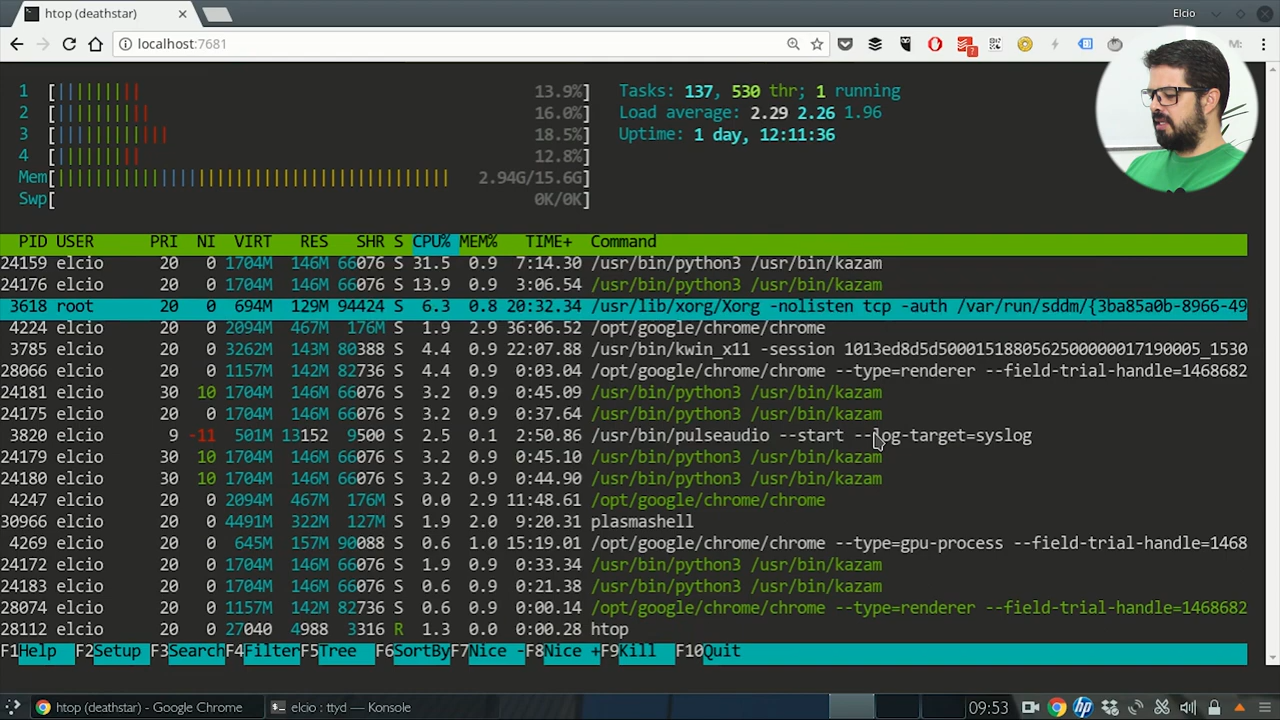 htop (deathstar)
Elcio
localhost:7681
M:
?
1 [|||||||||| 13.9%] Tasks: 137, 530 thr; 1 running
2 [||||||||||| 16.0%] Load average: 2.29 2.26 1.96
3 [|||||||||||||| 18.5%] Uptime: 1 day, 12:11:36
4 [|||||||||| 12.8%]
Mem[|||||||||||||||||||||||||||||||||||||||||||||||||| 2.94G/15.6G]
Swp[ 0K/0K]
PID USER PRI NI VIRT RES SHR S CPU% MEM% TIME+ Command
24159 elcio 20 0 1704M 146M 66076 S 31.5 0.9 7:14.30 /usr/bin/python3 /usr/bin/kazam
24176 elcio 20 0 1704M 146M 66076 S 13.9 0.9 3:06.54 /usr/bin/python3 /usr/bin/kazam
3618 root 20 0 694M 129M 94424 S 6.3 0.8 20:32.34 /usr/lib/xorg/Xorg -nolisten tcp -auth /var/run/sddm/{3ba85a0b-8966-49
4224 elcio 20 0 2094M 467M 176M S 1.9 2.9 36:06.52 /opt/google/chrome/chrome
3785 elcio 20 0 3262M 143M 80388 S 4.4 0.9 22:07.88 /usr/bin/kwin_x11 -session 1013ed8d5d500015188056250000017190005_1530
28066 elcio 20 0 1157M 142M 82736 S 4.4 0.9 0:03.04 /opt/google/chrome/chrome --type=renderer --field-trial-handle=1468682
24181 elcio 30 10 1704M 146M 66076 S 3.2 0.9 0:45.09 /usr/bin/python3 /usr/bin/kazam
24175 elcio 20 0 1704M 146M 66076 S 3.2 0.9 0:37.64 /usr/bin/python3 /usr/bin/kazam
3820 elcio 9 -11 501M 13152 9500 S 2.5 0.1 2:50.86 /usr/bin/pulseaudio --start --log-target=syslog
24179 elcio 30 10 1704M 146M 66076 S 3.2 0.9 0:45.10 /usr/bin/python3 /usr/bin/kazam
24180 elcio 30 10 1704M 146M 66076 S 3.2 0.9 0:44.90 /usr/bin/python3 /usr/bin/kazam
4247 elcio 20 0 2094M 467M 176M S 0.0 2.9 11:48.61 /opt/google/chrome/chrome
30966 elcio 20 0 4491M 322M 127M S 1.9 2.0 9:20.31 plasmashell
4269 elcio 20 0 645M 157M 90088 S 0.6 1.0 15:19.01 /opt/google/chrome/chrome --type=gpu-process --field-trial-handle=1468
24172 elcio 20 0 1704M 146M 66076 S 1.9 0.9 0:33.34 /usr/bin/python3 /usr/bin/kazam
24183 elcio 20 0 1704M 146M 66076 S 0.6 0.9 0:21.38 /usr/bin/python3 /usr/bin/kazam
28074 elcio 20 0 1157M 142M 82736 S 0.6 0.9 0:00.14 /opt/google/chrome/chrome --type=renderer --field-trial-handle=1468682
28112 elcio 20 0 27040 4988 3316 R 1.3 0.0 0:00.28 htop
F1Help F2Setup F3SearchF4FilterF5Tree F6SortByF7Nice -F8Nice +F9Kill F10Quit
htop (deathstar) - Google Chrome
elcio : ttyd — Konsole
09:53
hp